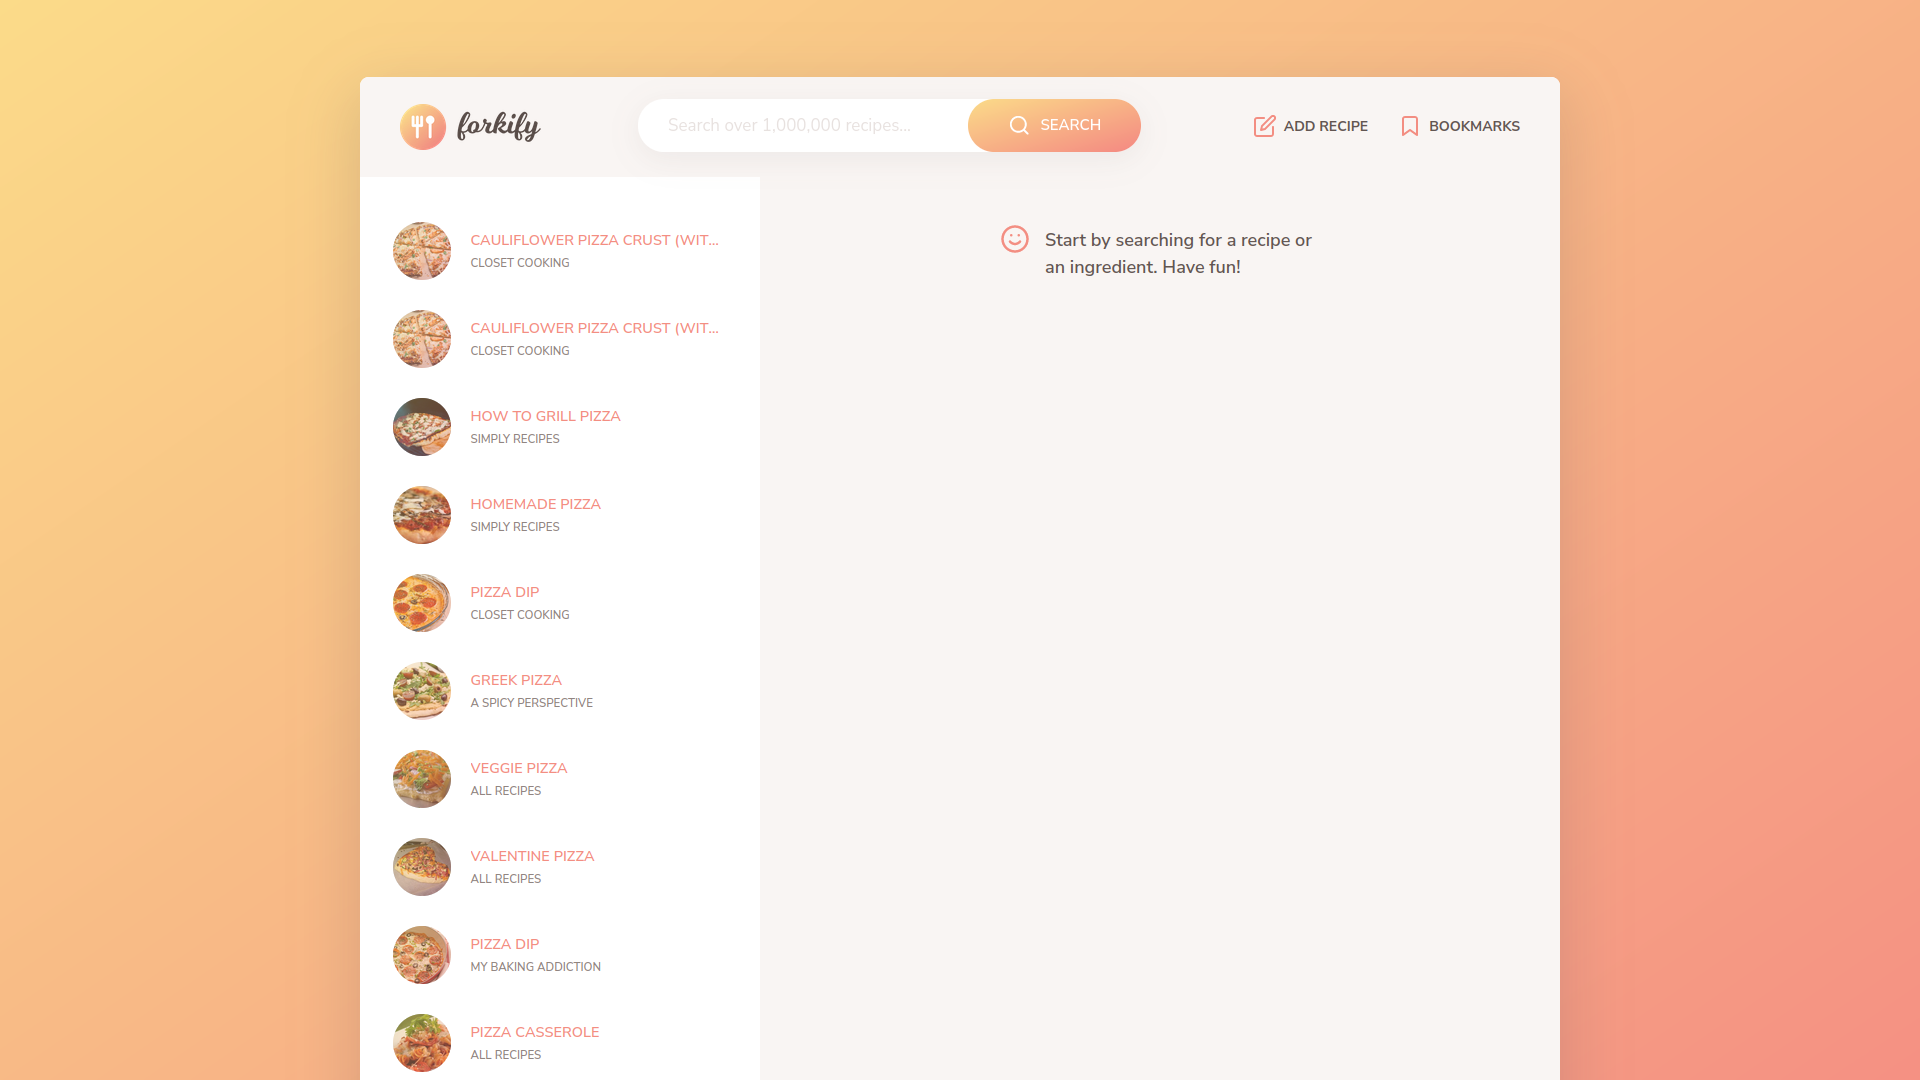 forkify
Search over 1,000,000 recipes...
SEARCH
ADD RECIPE
BOOKMARKS
CAULIFLOWER PIZZA CRUST (WIT...
CLOSET COOKING
CAULIFLOWER PIZZA CRUST (WIT...
CLOSET COOKING
HOW TO GRILL PIZZA
SIMPLY RECIPES
HOMEMADE PIZZA
SIMPLY RECIPES
PIZZA DIP
CLOSET COOKING
GREEK PIZZA
A SPICY PERSPECTIVE
VEGGIE PIZZA
ALL RECIPES
VALENTINE PIZZA
ALL RECIPES
PIZZA DIP
MY BAKING ADDICTION
PIZZA CASSEROLE
ALL RECIPES
Start by searching for a recipe or
an ingredient. Have fun!